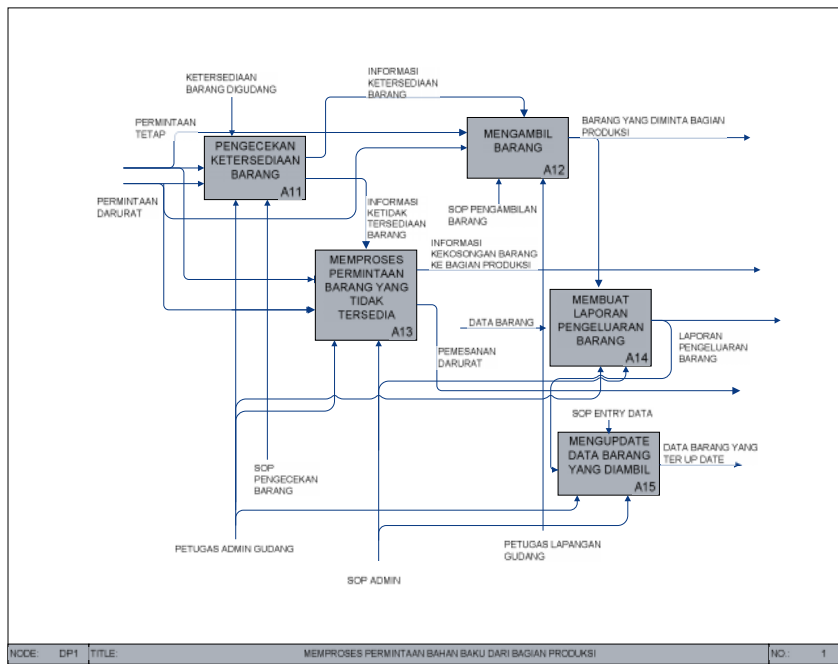 KETERSEDIAAN
BARANG DIGUDANG
INFORMASI
KETERSEDIAAN
BARANG
PERMINTAAN
TETAP
PENGECEKAN
KETERSEDIAAN
BARANG
A11
MENGAMBIL
BARANG
A12
BARANG YANG DIMINTA BAGIAN
PRODUKSI
PERMINTAAN
DARURAT
INFORMASI
KETIDAK
TERSEDIAAN
BARANG
SOP PENGAMBILAN
BARANG
MEMPROSES
PERMINTAAN
BARANG YANG
TIDAK
TERSEDIA
A13
INFORMASI
KEKOSONGAN BARANG
KE BAGIAN PRODUKSI
DATA BARANG
MEMBUAT
LAPORAN
PENGELUARAN
BARANG
A14
LAPORAN
PENGELUARAN
BARANG
PEMESANAN
DARURAT
SOP ENTRY DATA
MENGUPDATE
DATA BARANG
YANG DIAMBIL
A15
DATA BARANG YANG
TER UP DATE
SOP
PENGECEKAN
BARANG
PETUGAS ADMIN GUDANG
SOP ADMIN
PETUGAS LAPANGAN
GUDANG
NODE: DP1 TITLE: MEMPROSES PERMINTAAN BAHAN BAKU DARI BAGIAN PRODUKSI NO.: 1